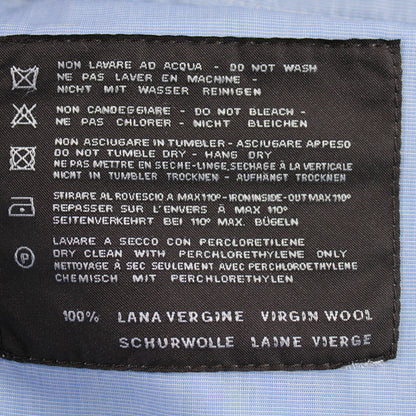 NON LAVARE AD ACQUA - DO NOT WASH
NE PAS LAVER EN MACHINE -
NICHT MIT WASSER REINIGEN
NON CANDEGGIARE - DO NOT BLEACH -
NE PAS CHLORER - NICHT BLEICHEN
NON ASCIUGARE IN TUMBLER - ASCIUGARE APPESO
DO NOT TUMBLE DRY - HANG DRY
NE PAS METTRE EN SECHE-LINGE, SECHAGE À LA VERTICALE
NICHT IN TUMBLER TROCKNEN - AUFHÄNGT TROCKNEN
STIRARE AL ROVESCIO A MAX 110° - IRON INSIDE-OUT MAX 110°
REPASSER SUR L'ENVERS À MAX 110°
SEITENVERKEHRT BEI 110° MAX. BÜGELN
LAVARE A SECCO CON PERCLORETILENE
DRY CLEAN WITH PERCHLORETHYLENE ONLY
NETTOYAGE À SEC SEULEMENT AVEC PERCHLOROETHYLENE
CHEMISCH MIT PERCHLORETHYLEN
P
100% LANA VERGINE VIRGIN WOOL
SCHURWOLLE LAINE VIERGE